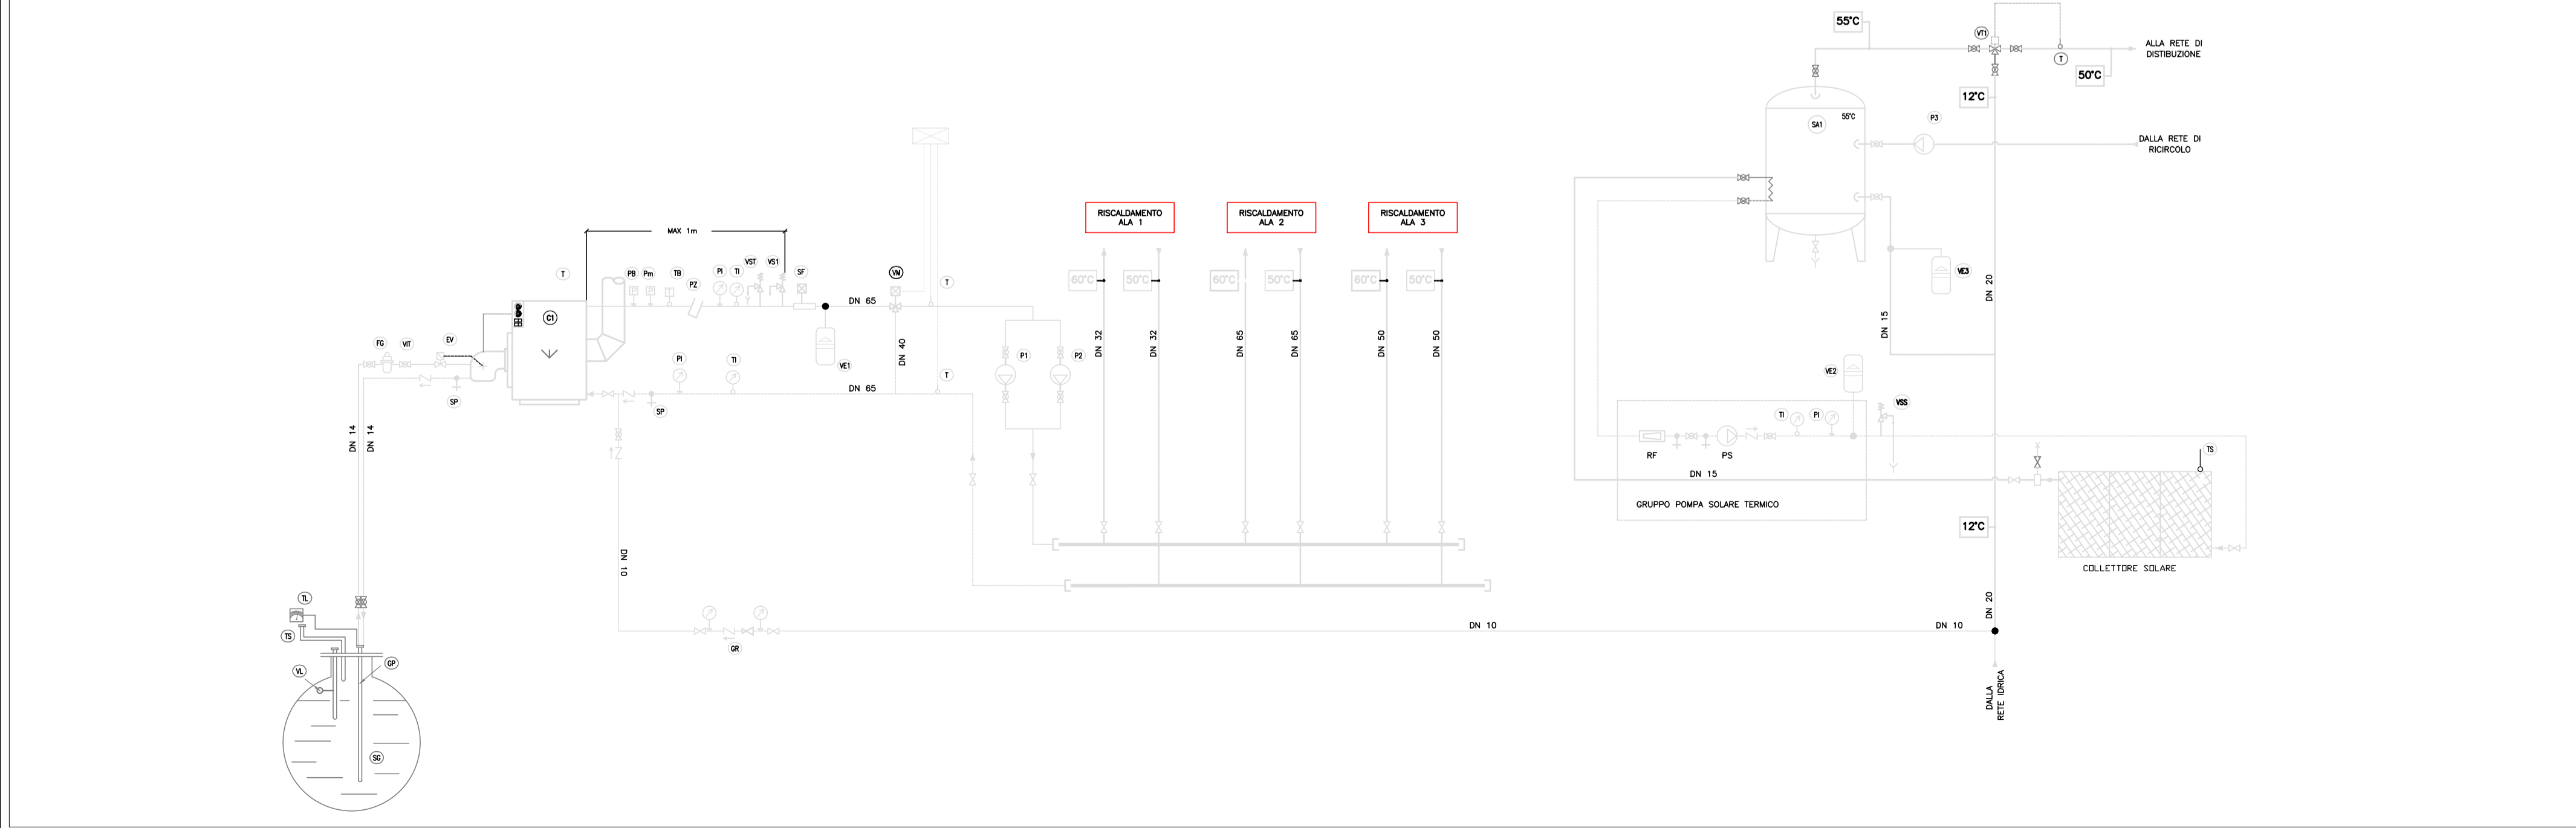 55°C
VT1
ALLA RETE DI
DISTIBUZIONE
T
50°C
12°C
SA1
55°C
P3
DALLA RETE DI
RICIRCOLO
RISCALDAMENTO
ALA 1
RISCALDAMENTO
ALA 2
RISCALDAMENTO
ALA 3
MAX 1m
T
PB
Pm
TB
PZ
PI
TI
VST
VS1
SF
VM
T
60°C
50°C
60°C
50°C
60°C
50°C
VE3
DN 20
C1
DN 65
DN 15
FG
VIT
EV
PI
TI
VE1
DN 40
P1
P2
DN 32
DN 32
DN 65
DN 65
DN 50
DN 50
T
VE2
DN 65
SP
SP
VSS
TI
PI
DN 14
DN 14
RF
PS
TS
DN 15
GRUPPO POMPA SOLARE TERMICO
12°C
DN 10
COLLETTORE SOLARE
TL
DN 20
TS
DN 10
DN 10
GR
VL
GP
DALLA
RETE IDRICA
SG